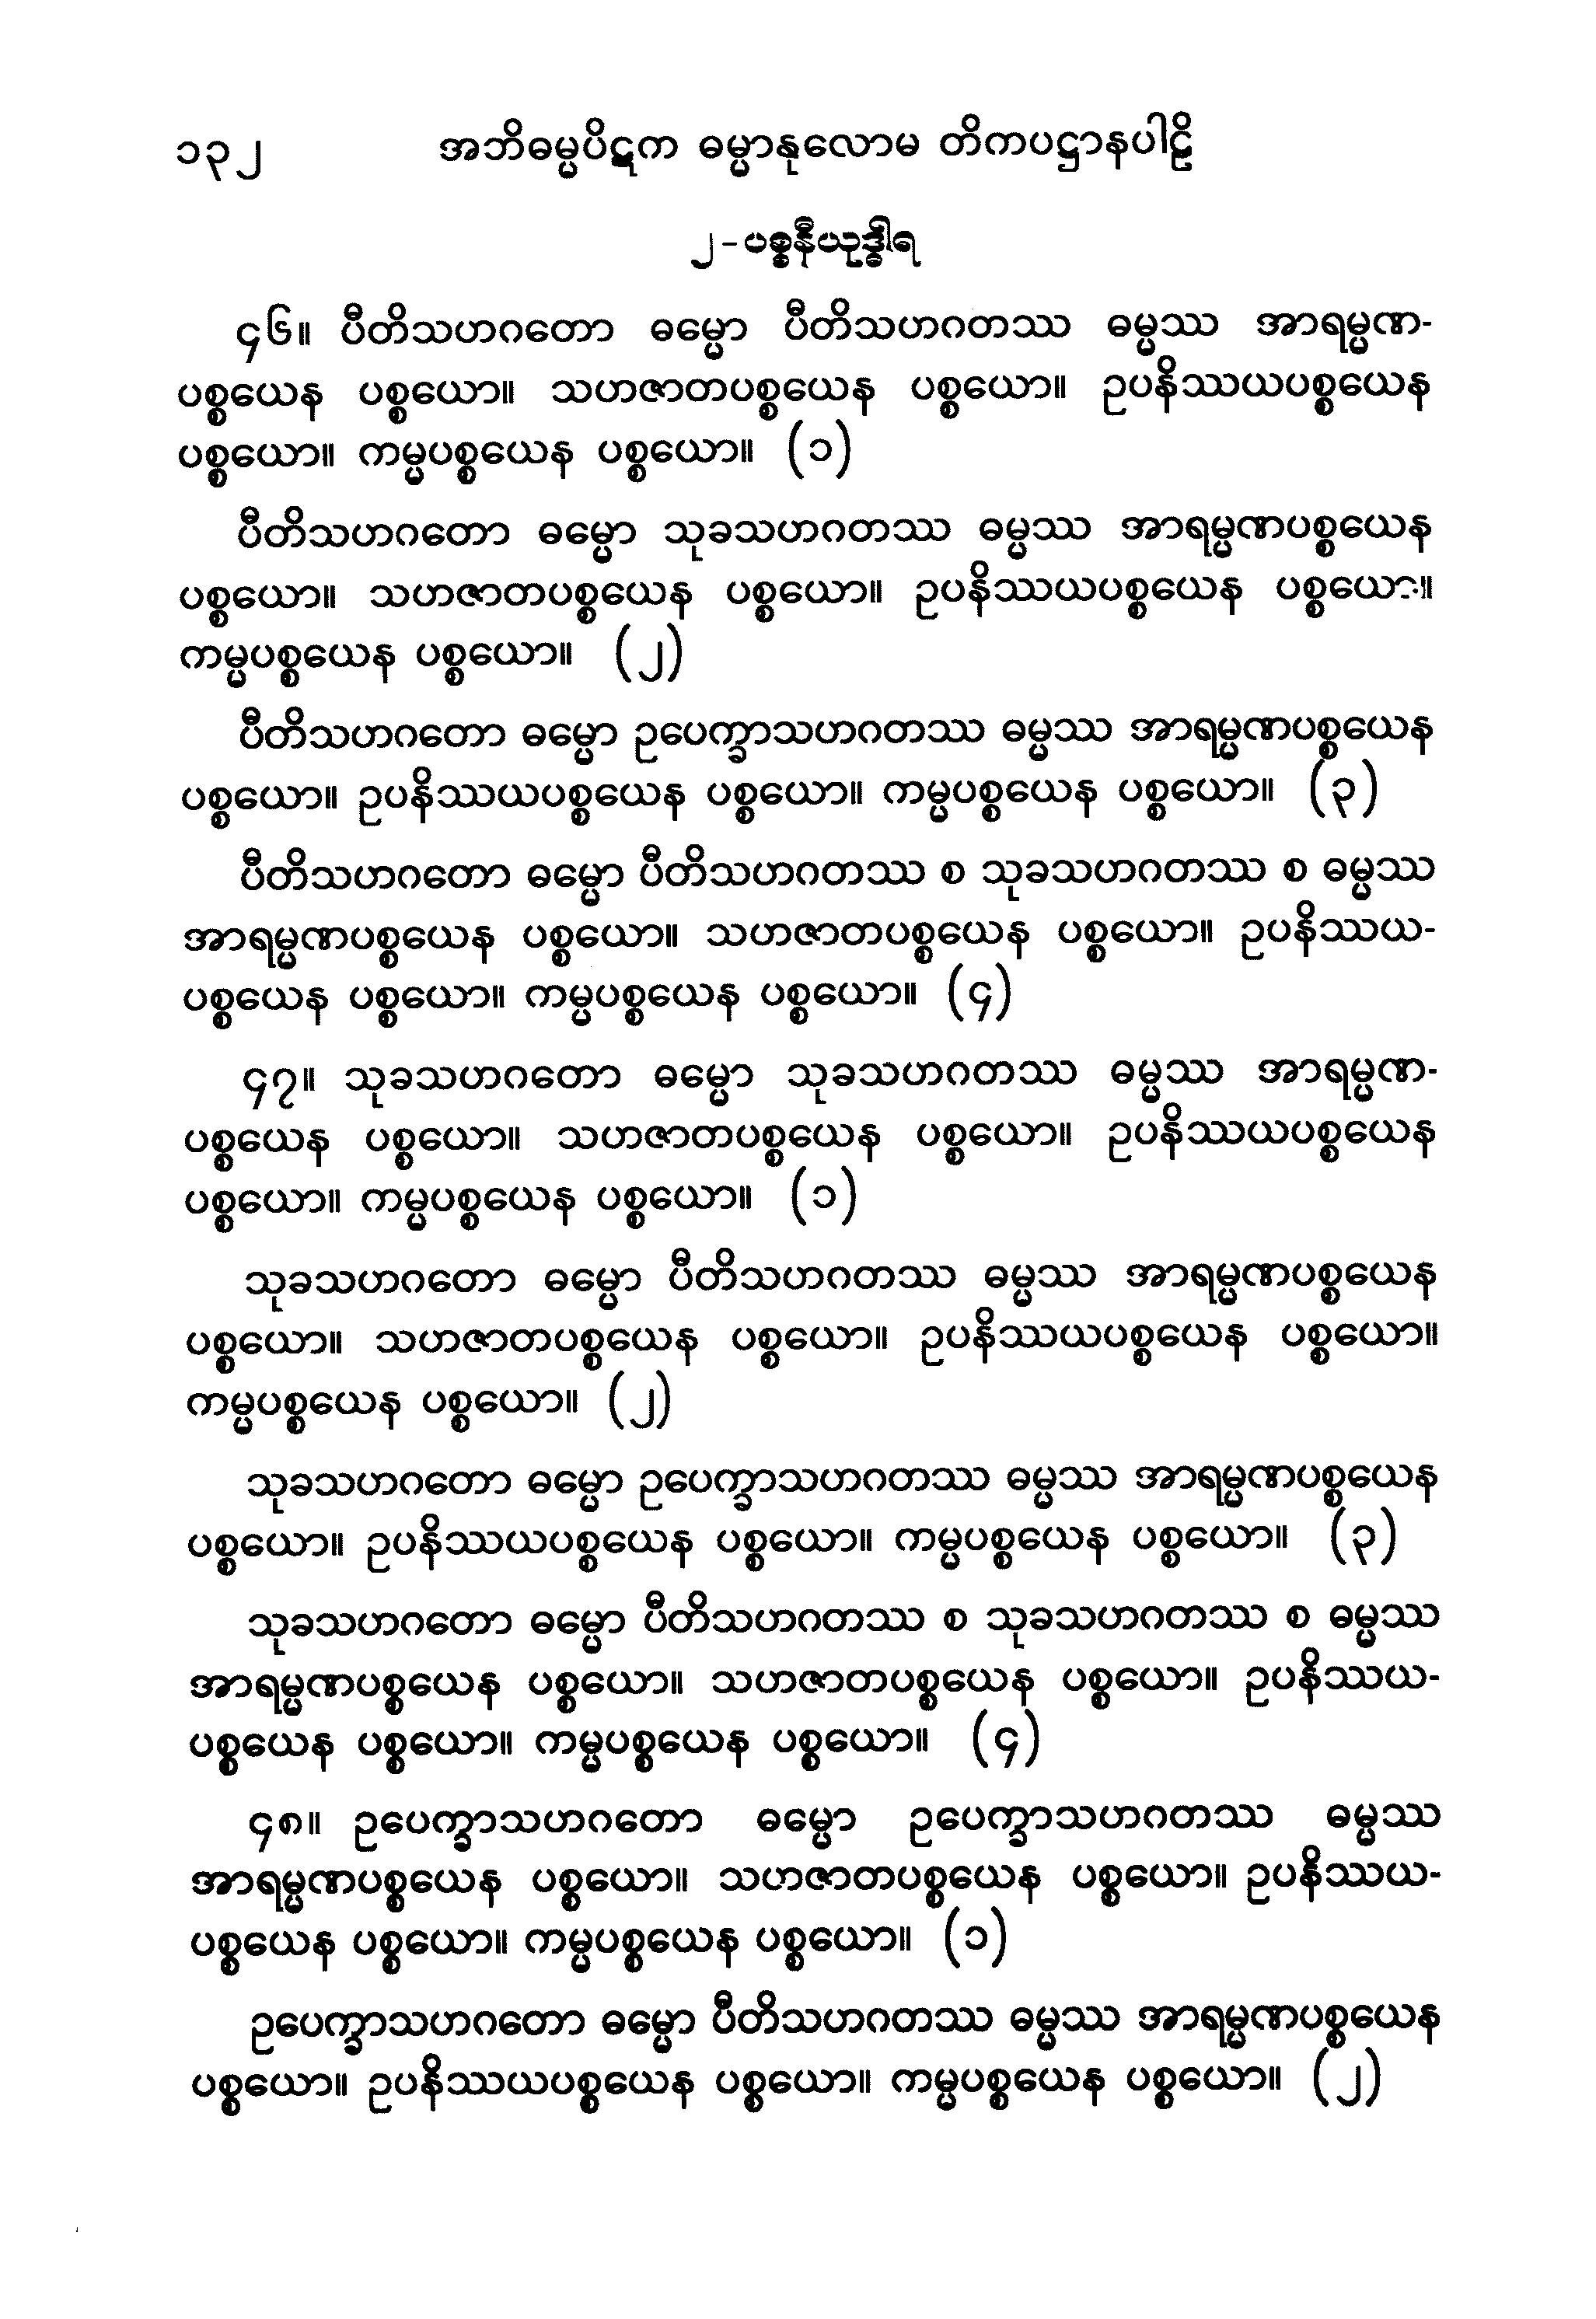 ၁၃၂ အဘိဓမ္မပိဋက ဓမ္မာနုလောမ တိကပဋ္ဌာနပါဠိ
၂-ပစ္စနီယုဒ္ဓါရ
၄၆။ ပီတိသဟဂတော ဓမ္မော ပီတိသဟဂတဿ ဓမ္မဿ အာရမ္မဏ-
ပစ္စယေန ပစ္စယော။ သဟဇာတပစ္စယေန ပစ္စယော။ ဥပနိဿယပစ္စယေန
ပစ္စယော။ ကမ္မပစ္စယေန ပစ္စယော။ (၁)
ပီတိသဟဂတော ဓမ္မော သုခသဟဂတဿ ဓမ္မဿ အာရမ္မဏပစ္စယေန
ပစ္စယော။ သဟဇာတပစ္စယေန ပစ္စယော။ ဥပနိဿယပစ္စယေန ပစ္စယော။
ကမ္မပစ္စယေန ပစ္စယော။ (၂)
ပီတိသဟဂတော ဓမ္မော ဥပေက္ခာသဟဂတဿ ဓမ္မဿ အာရမ္မဏပစ္စယေန
ပစ္စယော။ ဥပနိဿယပစ္စယေန ပစ္စယော။ ကမ္မပစ္စယေန ပစ္စယော။ (၃)
ပီတိသဟဂတော ဓမ္မော ပီတိသဟဂတဿ စ သုခသဟဂတဿ စ ဓမ္မဿ
အာရမ္မဏပစ္စယေန ပစ္စယော။ သဟဇာတပစ္စယေန ပစ္စယော။ ဥပနိဿယ-
ပစ္စယေန ပစ္စယော။ ကမ္မပစ္စယေန ပစ္စယော။ (၄)
၄၇။ သုခသဟဂတော ဓမ္မော သုခသဟဂတဿ ဓမ္မဿ အာရမ္မဏ-
ပစ္စယေန ပစ္စယော။ သဟဇာတပစ္စယေန ပစ္စယော။ ဥပနိဿယပစ္စယေန
ပစ္စယော။ ကမ္မပစ္စယေန ပစ္စယော။ (၁)
သုခသဟဂတော ဓမ္မော ပီတိသဟဂတဿ ဓမ္မဿ အာရမ္မဏပစ္စယေန
ပစ္စယော။ သဟဇာတပစ္စယေန ပစ္စယော။ ဥပနိဿယပစ္စယေန ပစ္စယော။
ကမ္မပစ္စယေန ပစ္စယော။ (၂)
သုခသဟဂတော ဓမ္မော ဥပေက္ခာသဟဂတဿ ဓမ္မဿ အာရမ္မဏပစ္စယေန
ပစ္စယော။ ဥပနိဿယပစ္စယေန ပစ္စယော။ ကမ္မပစ္စယေန ပစ္စယော။ (၃)
သုခသဟဂတော ဓမ္မော ပီတိသဟဂတဿ စ သုခသဟဂတဿ စ ဓမ္မဿ
အာရမ္မဏပစ္စယေန ပစ္စယော။ သဟဇာတပစ္စယေန ပစ္စယော။ ဥပနိဿယ-
ပစ္စယေန ပစ္စယော။ ကမ္မပစ္စယေန ပစ္စယော။ (၄)
၄၈။ ဥပေက္ခာသဟဂတော ဓမ္မော ဥပေက္ခာသဟဂတဿ ဓမ္မဿ
အာရမ္မဏပစ္စယေန ပစ္စယော။ သဟဇာတပစ္စယေန ပစ္စယော။ ဥပနိဿယ-
ပစ္စယေန ပစ္စယော။ ကမ္မပစ္စယေန ပစ္စယော။ (၁)
ဥပေက္ခာသဟဂတော ဓမ္မော ပီတိသဟဂတဿ ဓမ္မဿ အာရမ္မဏပစ္စယေန
ပစ္စယော။ ဥပနိဿယပစ္စယေန ပစ္စယော။ ကမ္မပစ္စယေန ပစ္စယော။ (၂)